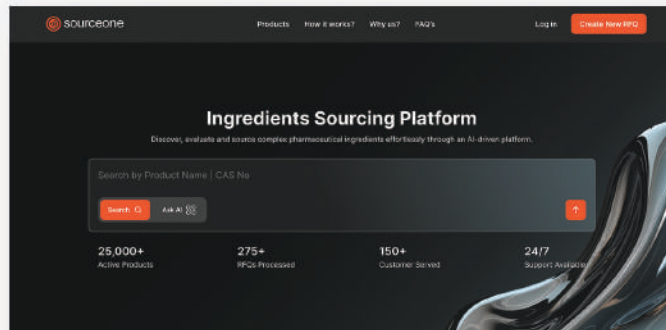 sourceone
Products How it works? Why us? FAQ's Log in Create New RFQ
Ingredients Sourcing Platform
Discover, evaluate and source complex pharmaceutical ingredients effortlessly through an AI-driven platform.
Search by Product Name | CAS No
Search Ask AI
25,000+ 275+ 150+ 24/7
Active Products RFQs Processed Customer Served Support Available